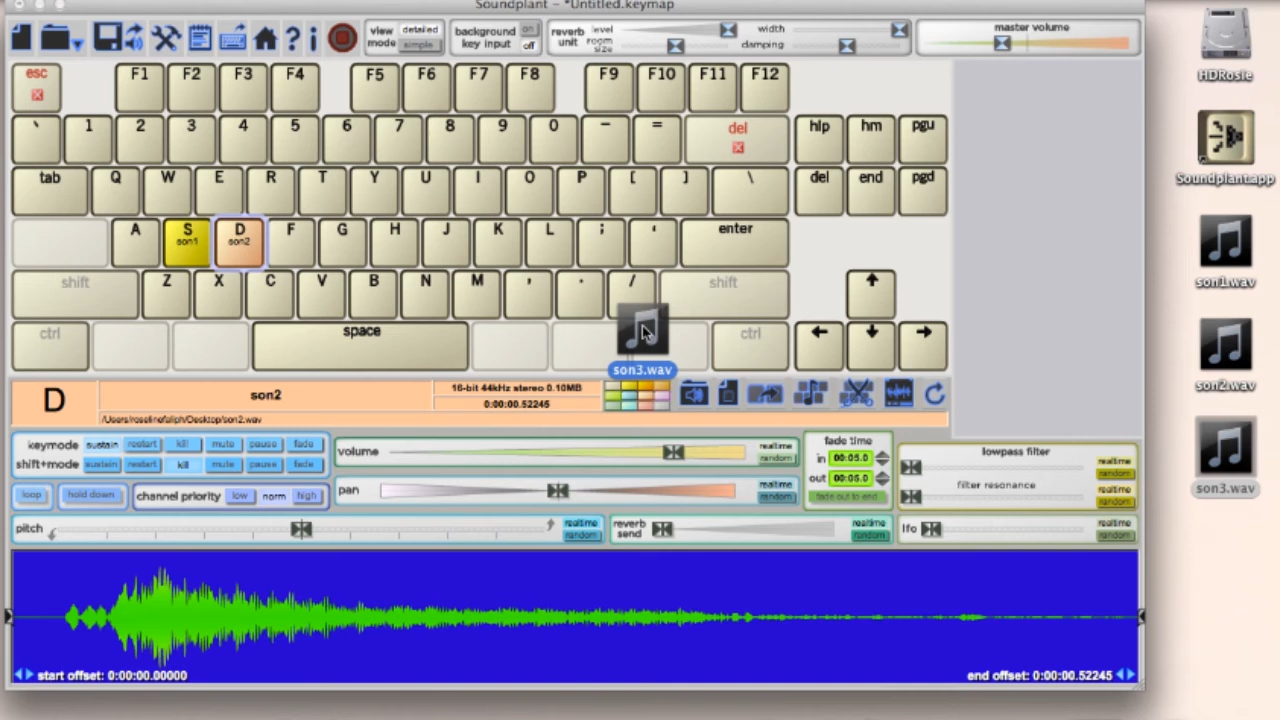 Soundplant – *Untitled.keymap
view mode detailed simple
background key input on off
reverb unit level room size width damping
master volume
HDRosie
Soundplant.app
son1.wav
son2.wav
son3.wav
esc F1 F2 F3 F4 F5 F6 F7 F8 F9 F10 F11 F12
` 1 2 3 4 5 6 7 8 9 0 - = del hlp hm pgu
tab Q W E R T Y U I O P [ ] \ del end pgd
A S D F G H J K L ; ' enter
son1 son2
shift Z X C V B N M , . / shift
ctrl space ctrl
son3.wav
D son2 16-bit 44kHz stereo 0.10MB
0:00:00.52245
/Users/roselinefaliph/Desktop/son2.wav
keymode sustain restart kill mute pause fade
shift+mode sustain restart kill mute pause fade
loop hold down channel priority low norm high
volume realtime random
pan realtime random
fade time
in 00:05.0
out 00:05.0
fade out to end
lowpass filter realtime random
filter resonance realtime random
pitch realtime random
reverb send realtime random
lfo realtime random
start offset: 0:00:00.00000 end offset: 0:00:00.52245